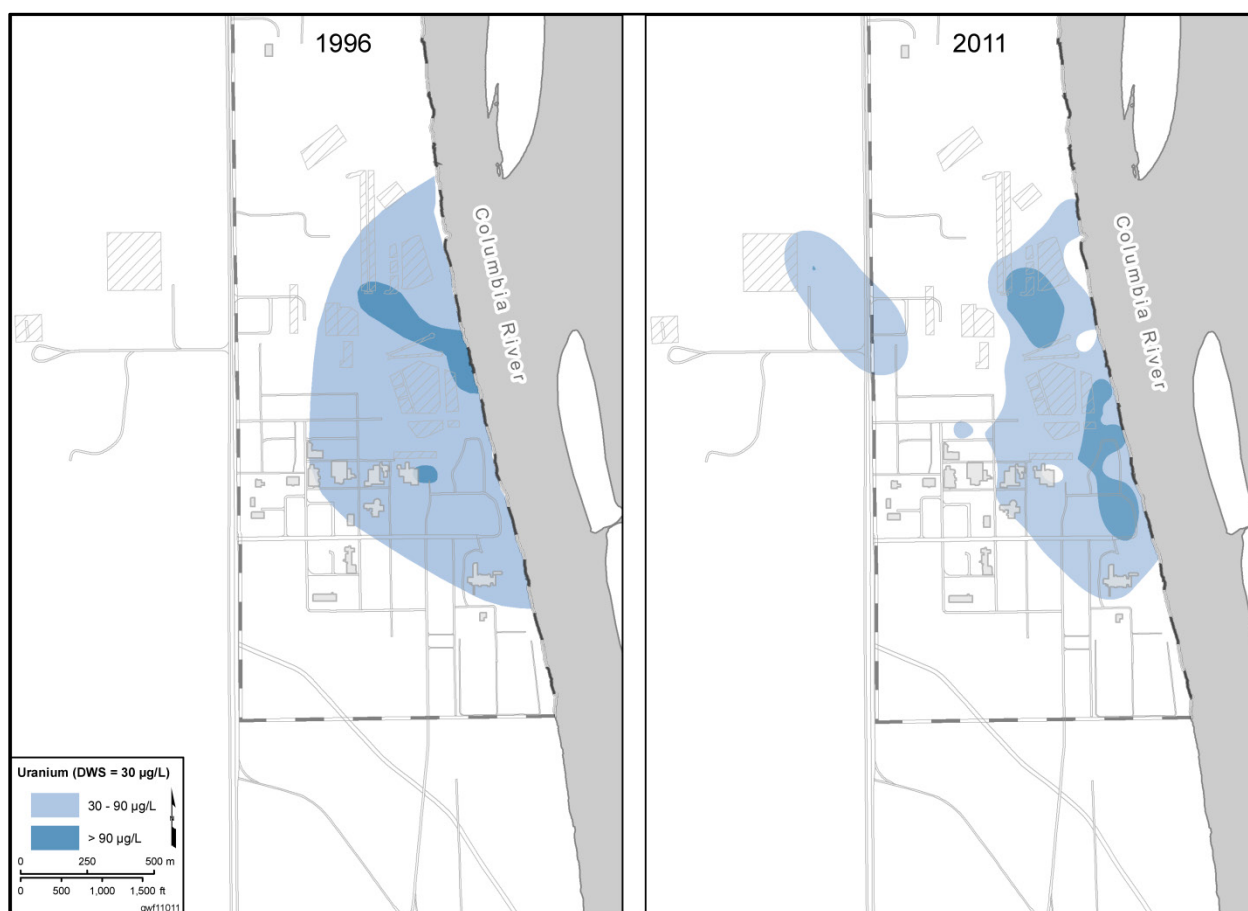 1996
2011
Columbia River
Columbia River
Uranium (DWS = 30 µg/L)
30 - 90 µg/L
> 90 µg/L
N
0 250 500 m
0 500 1,000 1,500 ft
gwf11011